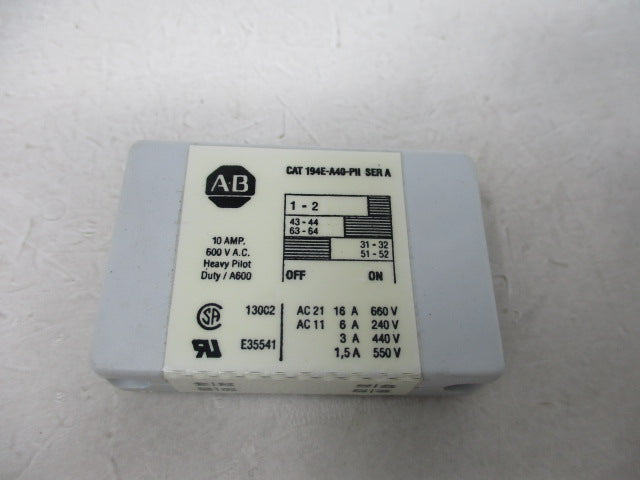 A-B
CAT 194E-A40-PII SER A
1 - 2
43 - 44
63 - 64
31 - 32
51 - 52
OFF ON
10 AMP.
600 V A.C.
Heavy Pilot
Duty / A600
SA 13002
E35541
AC 21 16 A 660 V
AC 11 6 A 240 V
3 A 440 V
1,5 A 550 V